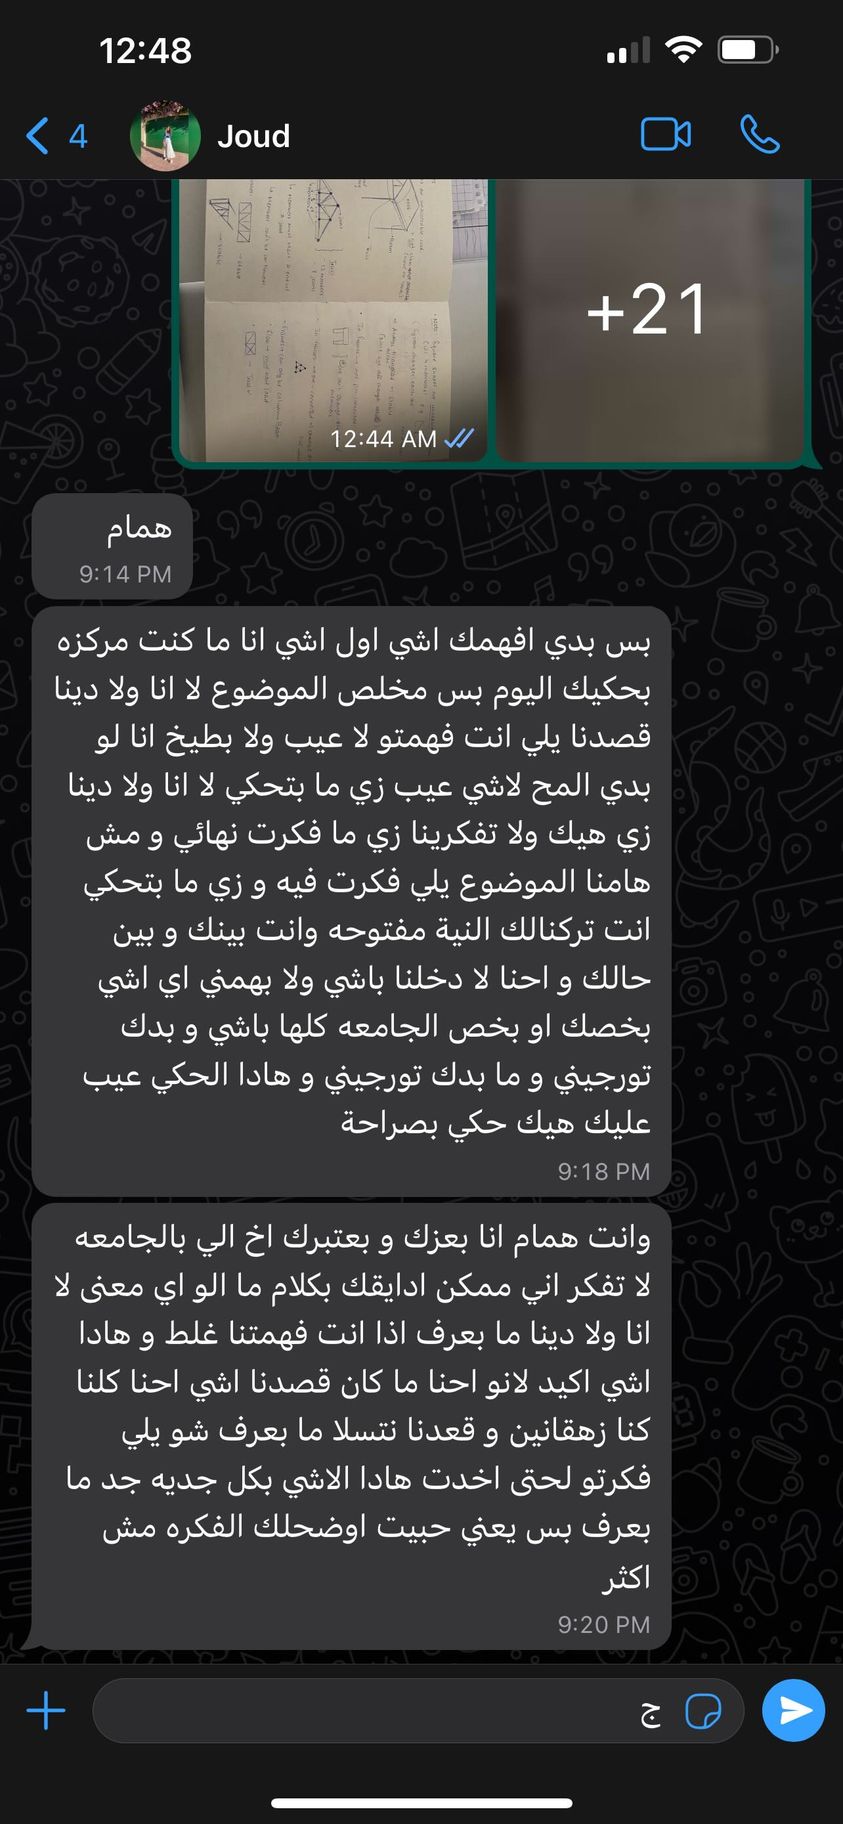 12:48
4
Joud
+21
12:44 AM
همام
9:14 PM
بس بدي افهمك اشي اول اشي انا ما كنت مركزه
بحكيك اليوم بس مخلص الموضوع لا انا ولا دينا
قصدنا يلي انت فهمتو لا عيب ولا بطيخ انا لو
بدي المح لاشي عيب زي ما بتحكي لا انا ولا دينا
زي هيك ولا تفكرينا زي ما فكرت نهائي و مش
هامنا الموضوع يلي فكرت فيه و زي ما بتحكي
انت تركنالك النية مفتوحه وانت بينك و بين
حالك و احنا لا دخلنا باشي ولا بهمني اي اشي
بخصك او بخص الجامعه كلها باشي و بدك
تورجيني و ما بدك تورجيني و هادا الحكي عيب
عليك هيك حكي بصراحة
9:18 PM
وانت همام انا بعزك و بعتبرك اخ الي بالجامعه
لا تفكر اني ممكن ادايقك بكلام ما الو اي معنى لا
انا ولا دينا ما بعرف اذا انت فهمتنا غلط و هادا
اشي اكيد لانو احنا ما كان قصدنا اشي احنا كلنا
كنا زهقانين و قعدنا نتسلا ما بعرف شو يلي
فكرتو لحتى اخدت هادا الاشي بكل جديه جد ما
بعرف بس يعني حبيت اوضحلك الفكره مش
اكثر
9:20 PM
ج